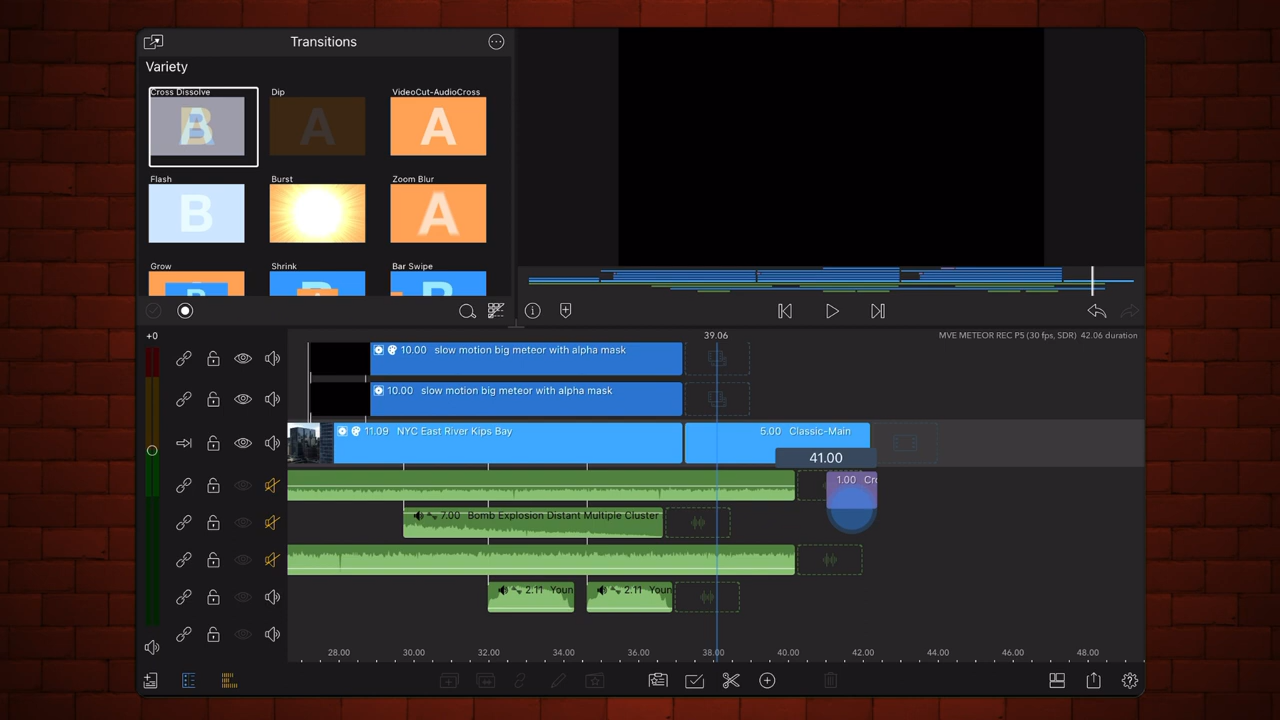 Transitions
Variety
Cross Dissolve
Dip
VideoCut-AudioCross
B
A
A
Flash
Burst
Zoom Blur
B
A
Grow
Shrink
Bar Swipe
+0
39.06
MVE METEOR REC P5 (30 fps, SDR) 42.06 duration
10.00 slow motion big meteor with alpha mask
10.00 slow motion big meteor with alpha mask
11.09 NYC East River Kips Bay
5.00 Classic-Main
41.00
1.00 Cro
7.00 Bomb Explosion Distant Multiple Cluster
2.11 Youn
2.11 Youn
28.00 30.00 32.00 34.00 36.00 38.00 40.00 42.00 44.00 46.00 48.00